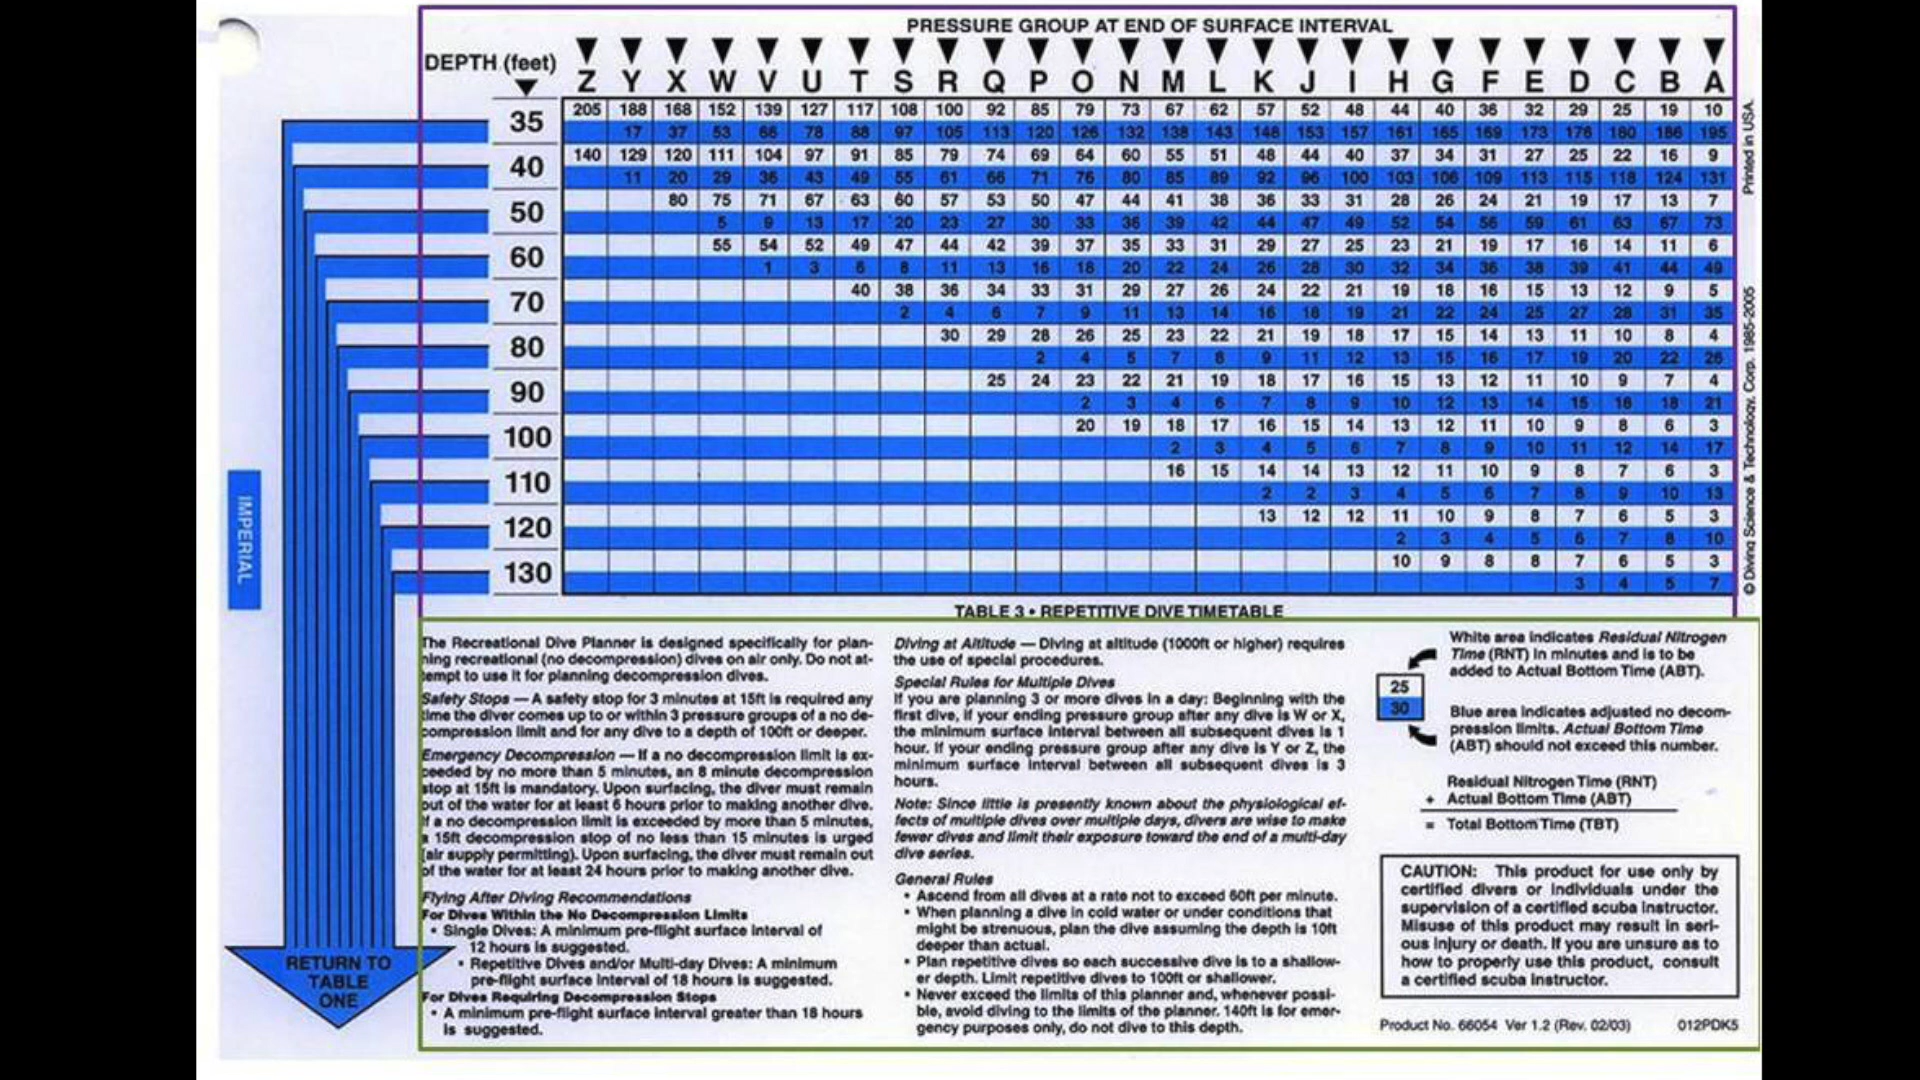 PRESSURE GROUP AT END OF SURFACE INTERVAL
DEPTH (feet)
Z Y X W V U T S R Q P O N M L K J I H G F E D C B A
35 205 188 168 152 139 127 117 108 100 92 85 79 73 67 62 57 52 48 44 40 36 32 29 25 19 10
17 37 53 66 78 88 97 105 113 120 126 132 138 143 148 153 157 161 165 169 173 176 180 186 195
40 140 129 120 111 104 97 91 85 79 74 69 64 60 55 51 48 44 40 37 34 31 27 25 22 16 9
11 20 29 36 43 49 55 61 66 71 76 80 85 89 92 96 100 103 106 109 113 115 118 124 131
50 80 75 71 67 63 60 57 53 50 47 44 41 38 36 33 31 28 26 24 21 19 17 13 7
5 9 13 17 20 23 27 30 33 36 39 42 44 47 49 52 54 56 59 61 63 67 73
60 55 54 52 49 47 44 42 39 37 35 33 31 29 27 25 23 21 19 17 16 14 11 6
1 3 6 8 11 13 16 18 20 22 24 26 28 30 32 34 36 38 39 41 44 49
70 40 38 36 34 33 31 29 27 26 24 22 21 19 18 16 15 13 12 9 5
2 4 6 7 9 11 13 14 16 18 19 21 22 24 25 27 28 31 35
80 30 29 28 26 25 23 22 21 19 18 17 15 14 13 11 10 8 4
2 4 5 7 8 9 11 12 13 15 16 17 19 20 22 26
90 25 24 23 22 21 19 18 17 16 15 13 12 11 10 9 7 4
2 3 4 6 7 8 9 10 12 13 14 15 16 18 21
100 20 19 18 17 16 15 14 13 12 11 10 9 8 6 3
2 3 4 5 6 7 8 9 10 11 12 14 17
110 16 15 14 14 13 12 11 10 9 8 7 6 3
2 2 3 4 5 6 7 8 9 10 13
120 13 12 12 11 10 9 8 7 6 5 3
2 3 4 5 6 7 8 10
130 10 9 8 8 7 6 5 3
3 4 5 7
TABLE 3 • REPETITIVE DIVE TIMETABLE
Printed in USA.
© Diving Science & Technology, Corp. 1985-2005
IMPERIAL
RETURN TO
TABLE
ONE
The Recreational Dive Planner is designed specifically for plan-
ning recreational (no decompression) dives on air only. Do not at-
tempt to use it for planning decompression dives.
Safety Stops — A safety stop for 3 minutes at 15ft is required any
time the diver comes up to or within 3 pressure groups of a no de-
compression limit and for any dive to a depth of 100ft or deeper.
Emergency Decompression — If a no decompression limit is ex-
ceeded by no more than 5 minutes, an 8 minute decompression
stop at 15ft is mandatory. Upon surfacing, the diver must remain
out of the water for at least 6 hours prior to making another dive.
If a no decompression limit is exceeded by more than 5 minutes,
a 15ft decompression stop of no less than 15 minutes is urged
(air supply permitting). Upon surfacing, the diver must remain out
of the water for at least 24 hours prior to making another dive.
Flying After Diving Recommendations
For Dives Within the No Decompression Limits
• Single Dives: A minimum pre-flight surface interval of
12 hours is suggested.
• Repetitive Dives and/or Multi-day Dives: A minimum
pre-flight surface interval of 18 hours is suggested.
For Dives Requiring Decompression Stops
• A minimum pre-flight surface interval greater than 18 hours
is suggested.
Diving at Altitude — Diving at altitude (1000ft or higher) requires
the use of special procedures.
Special Rules for Multiple Dives
If you are planning 3 or more dives in a day: Beginning with the
first dive, if your ending pressure group after any dive is W or X,
the minimum surface interval between all subsequent dives is 1
hour. If your ending pressure group after any dive is Y or Z, the
minimum surface interval between all subsequent dives is 3
hours.
Note: Since little is presently known about the physiological ef-
fects of multiple dives over multiple days, divers are wise to make
fewer dives and limit their exposure toward the end of a multi-day
dive series.
General Rules
• Ascend from all dives at a rate not to exceed 60ft per minute.
• When planning a dive in cold water or under conditions that
might be strenuous, plan the dive assuming the depth is 10ft
deeper than actual.
• Plan repetitive dives so each successive dive is to a shallow-
er depth. Limit repetitive dives to 100ft or shallower.
• Never exceed the limits of this planner and, whenever possi-
ble, avoid diving to the limits of the planner. 140ft is for emer-
gency purposes only, do not dive to this depth.
25
30
White area indicates Residual Nitrogen
Time (RNT) in minutes and is to be
added to Actual Bottom Time (ABT).
Blue area indicates adjusted no decom-
pression limits. Actual Bottom Time
(ABT) should not exceed this number.
Residual Nitrogen Time (RNT)
+ Actual Bottom Time (ABT)
= Total Bottom Time (TBT)
CAUTION: This product for use only by
certified divers or individuals under the
supervision of a certified scuba instructor.
Misuse of this product may result in seri-
ous injury or death. If you are unsure as to
how to properly use this product, consult
a certified scuba instructor.
Product No. 66054 Ver 1.2 (Rev. 02/03) 012PDK5